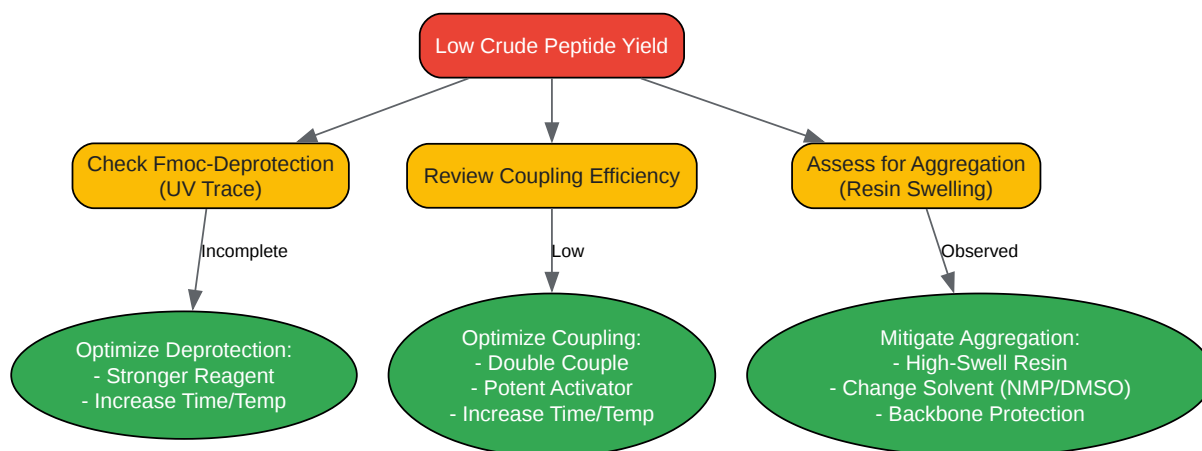 Low Crude Peptide Yield
Check Fmoc-Deprotection
(UV Trace)
Review Coupling Efficiency
Assess for Aggregation
(Resin Swelling)
Incomplete
Low
Observed
Optimize Deprotection:
- Stronger Reagent
- Increase Time/Temp
Optimize Coupling:
- Double Couple
- Potent Activator
- Increase Time/Temp
Mitigate Aggregation:
- High-Swell Resin
- Change Solvent (NMP/DMSO)
- Backbone Protection